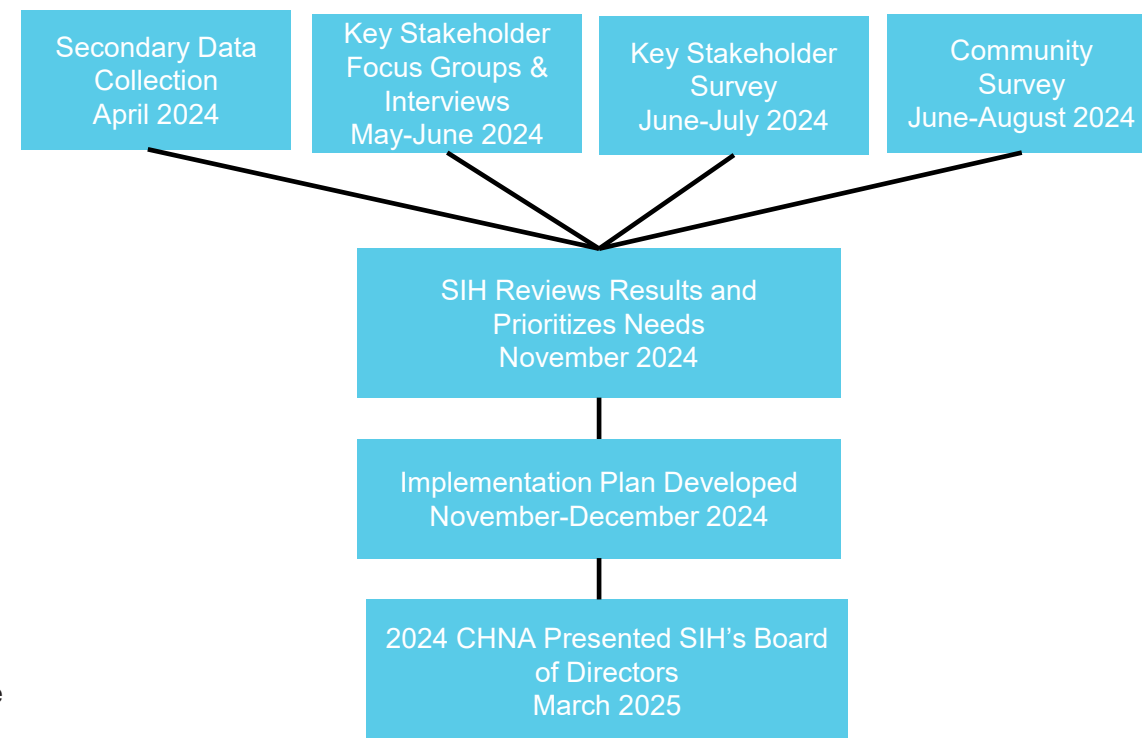 Secondary Data
Collection
April 2024
Key Stakeholder
Focus Groups &
Interviews
May-June 2024
Key Stakeholder
Survey
June-July 2024
Community
Survey
June-August 2024
SIH Reviews Results and
Prioritizes Needs
November 2024
Implementation Plan Developed
November-December 2024
2024 CHNA Presented SIH’s Board
of Directors
March 2025